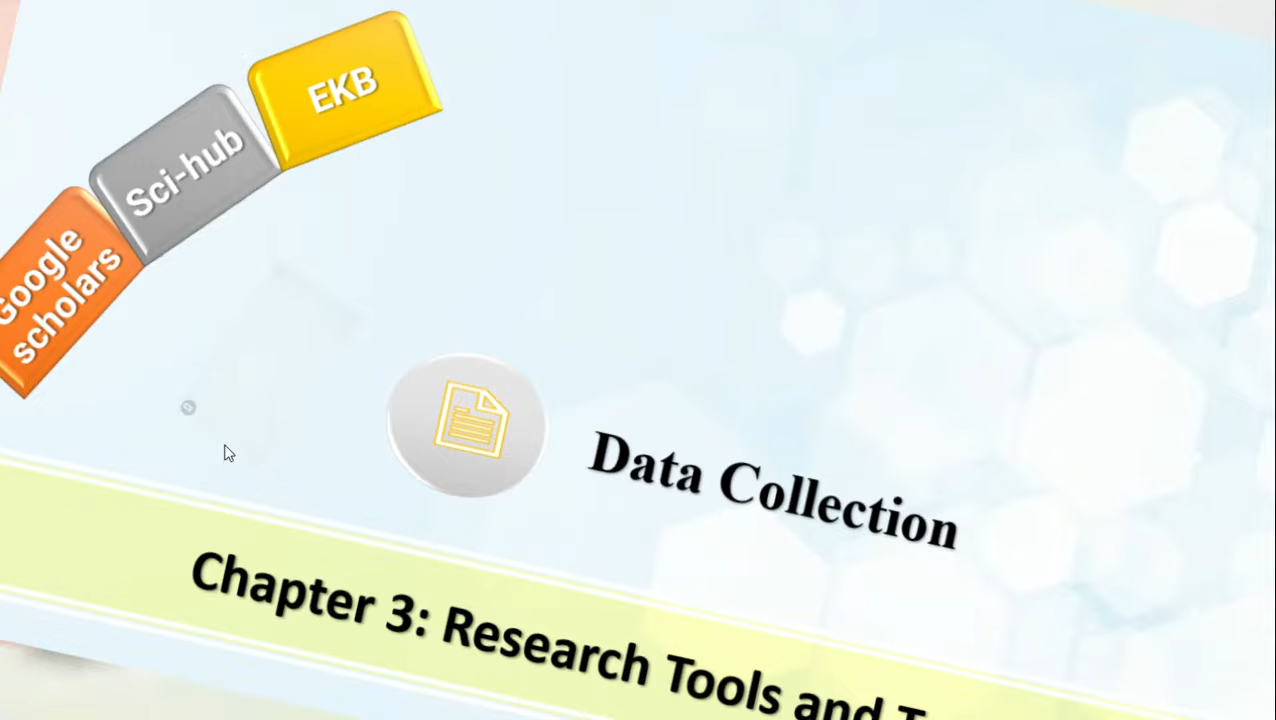 EKB
Sci-hub
Google
scholars
Data Collection
Chapter 3: Research Tools and